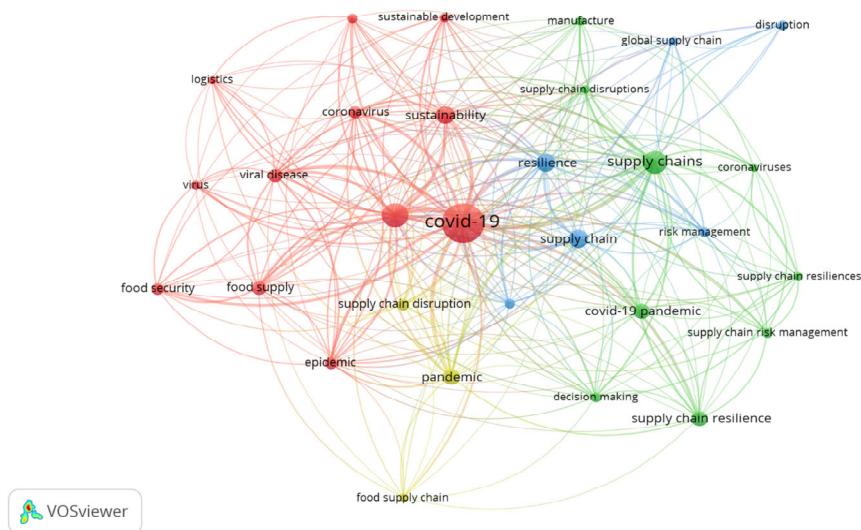 sustainable development
manufacture
disruption
global supply chain
logistics
supply chain disruptions
coronavirus
sustainability
resilience
supply chains
coronaviruses
viral disease
virus
covid-19
risk management
supply chain
supply chain resiliences
food security
food supply
supply chain disruption
covid-19 pandemic
supply chain risk management
epidemic
pandemic
decision making
supply chain resilience
food supply chain
VOSviewer